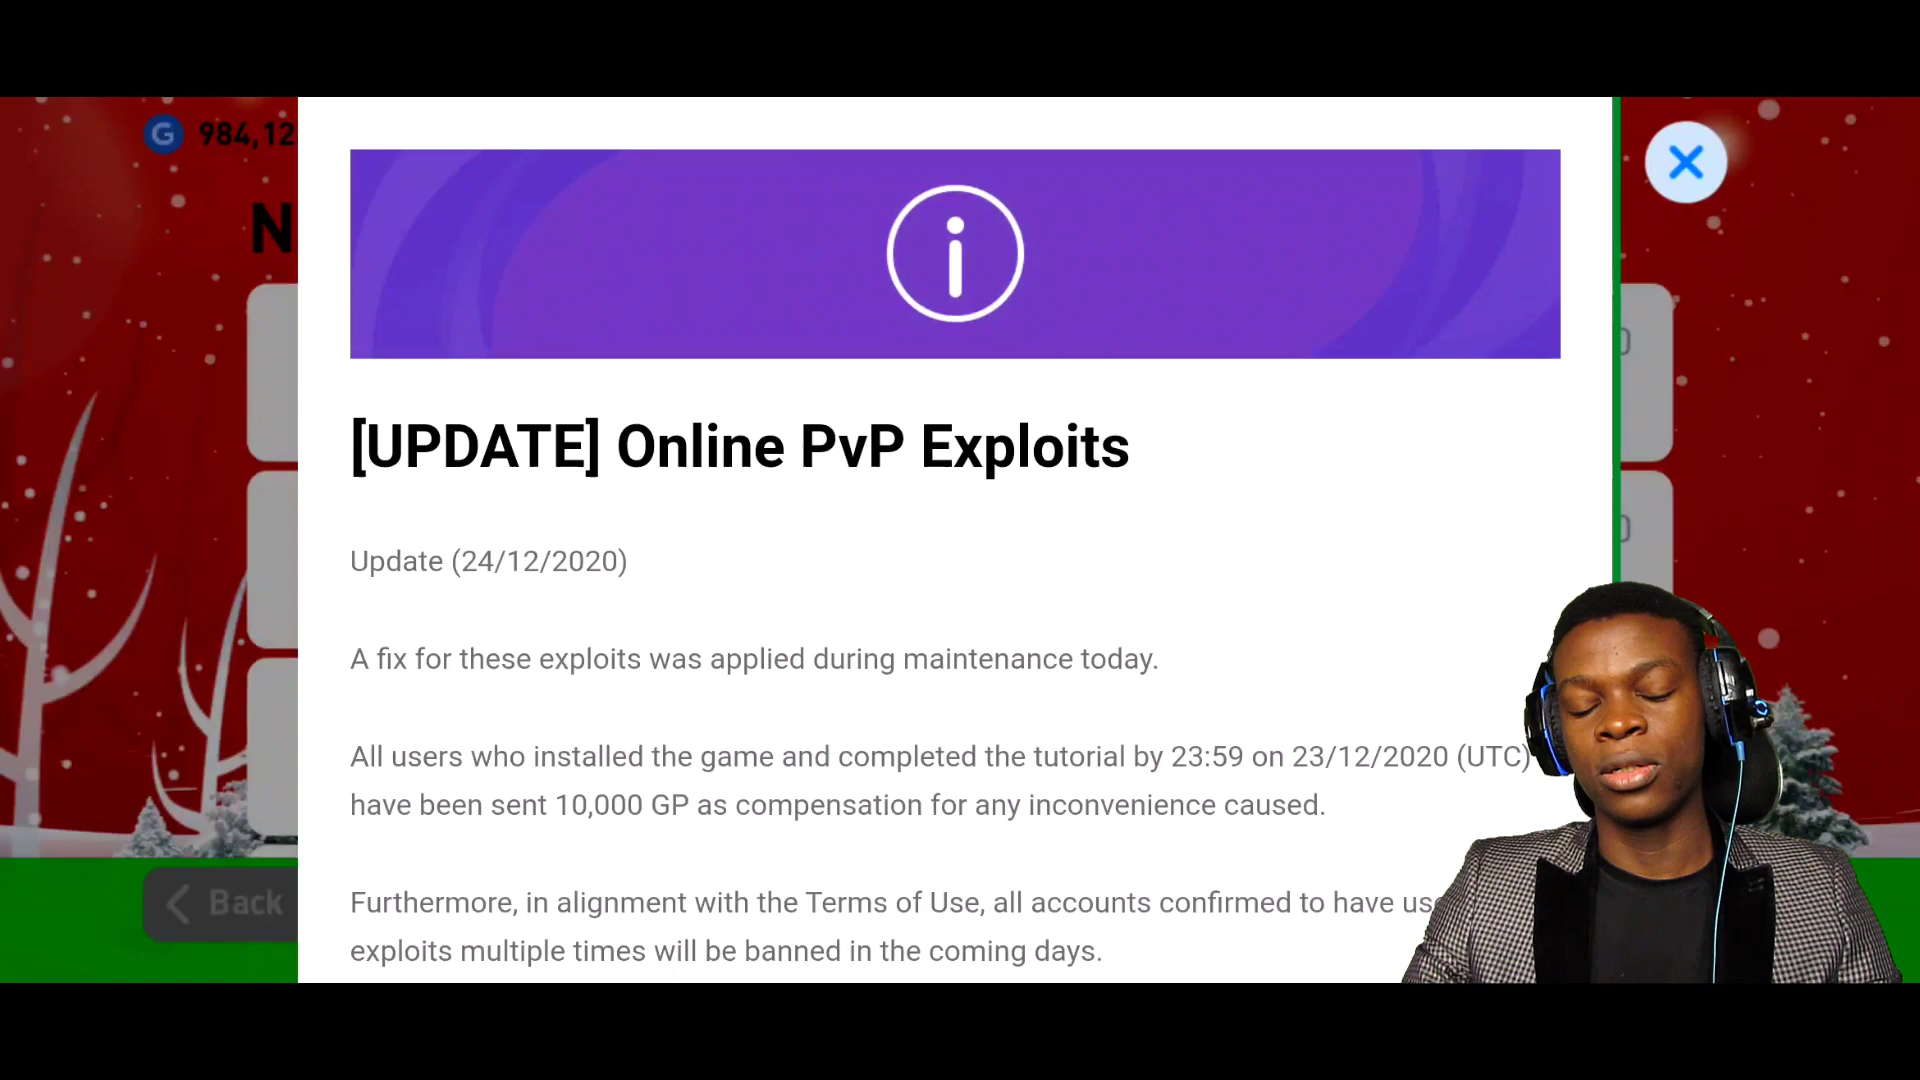 984,12
N
[UPDATE] Online PvP Exploits
Update (24/12/2020)
A fix for these exploits was applied during maintenance today.
All users who installed the game and completed the tutorial by 23:59 on 23/12/2020 (UTC)
have been sent 10,000 GP as compensation for any inconvenience caused.
Furthermore, in alignment with the Terms of Use, all accounts confirmed to have
exploits multiple times will be banned in the coming days.
Back